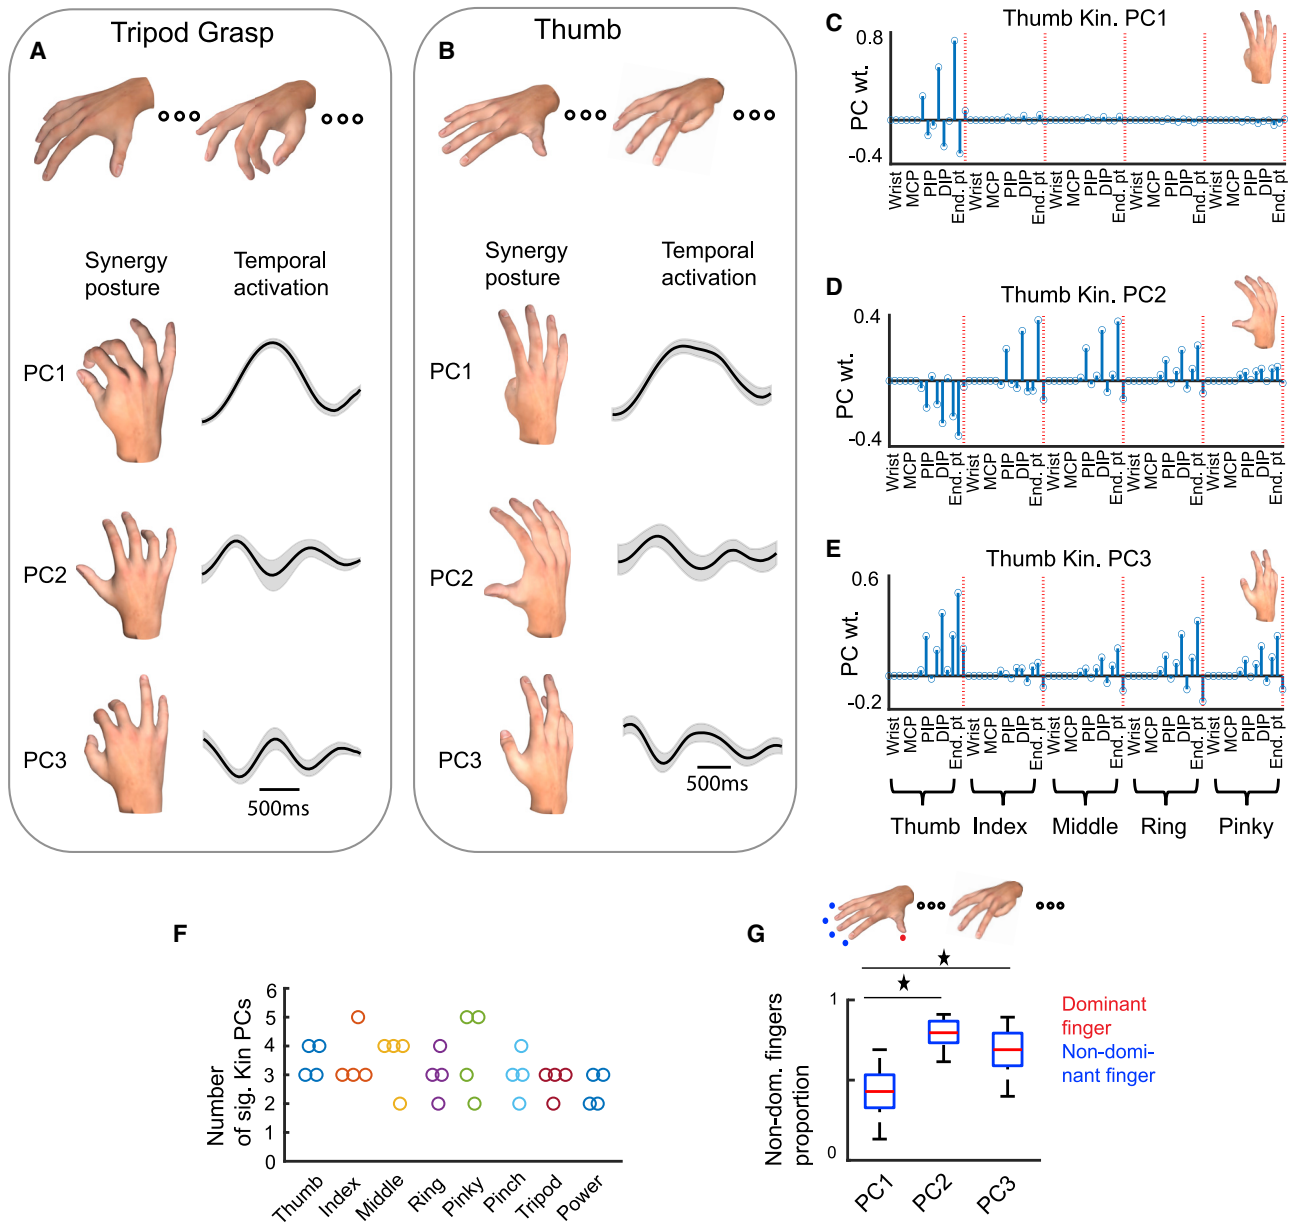 Tripod Grasp
A
Synergy
posture
Temporal
activation
PC1
PC2
PC3
500ms
Thumb
B
Synergy
posture
Temporal
activation
PC1
PC2
PC3
500ms
C
Thumb Kin. PC1
0.8
-0.4
PC wt.
Wrist MCP PIP DIP End. pt Wrist MCP PIP DIP End. pt Wrist MCP PIP DIP End. pt Wrist MCP PIP DIP End. pt Wrist MCP PIP DIP End. pt
D
Thumb Kin. PC2
0.4
-0.4
PC wt.
Wrist MCP PIP DIP End. pt Wrist MCP PIP DIP End. pt Wrist MCP PIP DIP End. pt Wrist MCP PIP DIP End. pt Wrist MCP PIP DIP End. pt
E
Thumb Kin. PC3
0.6
-0.2
PC wt.
Wrist MCP PIP DIP End. pt Wrist MCP PIP DIP End. pt Wrist MCP PIP DIP End. pt Wrist MCP PIP DIP End. pt Wrist MCP PIP DIP End. pt
Thumb Index Middle Ring Pinky
F
Number
of sig. Kin PCs
6
5
4
3
2
1
0
Thumb Index Middle Ring Pinky Pinch Tripod Power
G
Non-dom. fingers
proportion
1
0
PC1 PC2 PC3
Dominant
finger
Non-domi-
nant finger